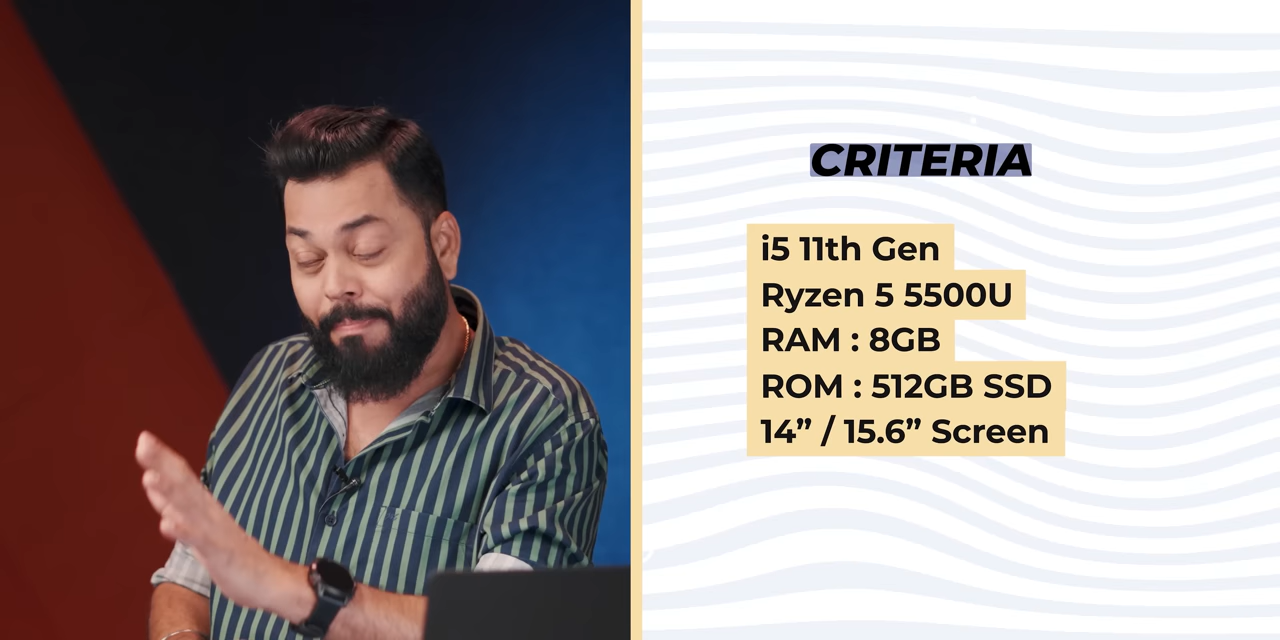 CRITERIA
i5 11th Gen
Ryzen 5 5500U
RAM : 8GB
ROM : 512GB SSD
14” / 15.6” Screen